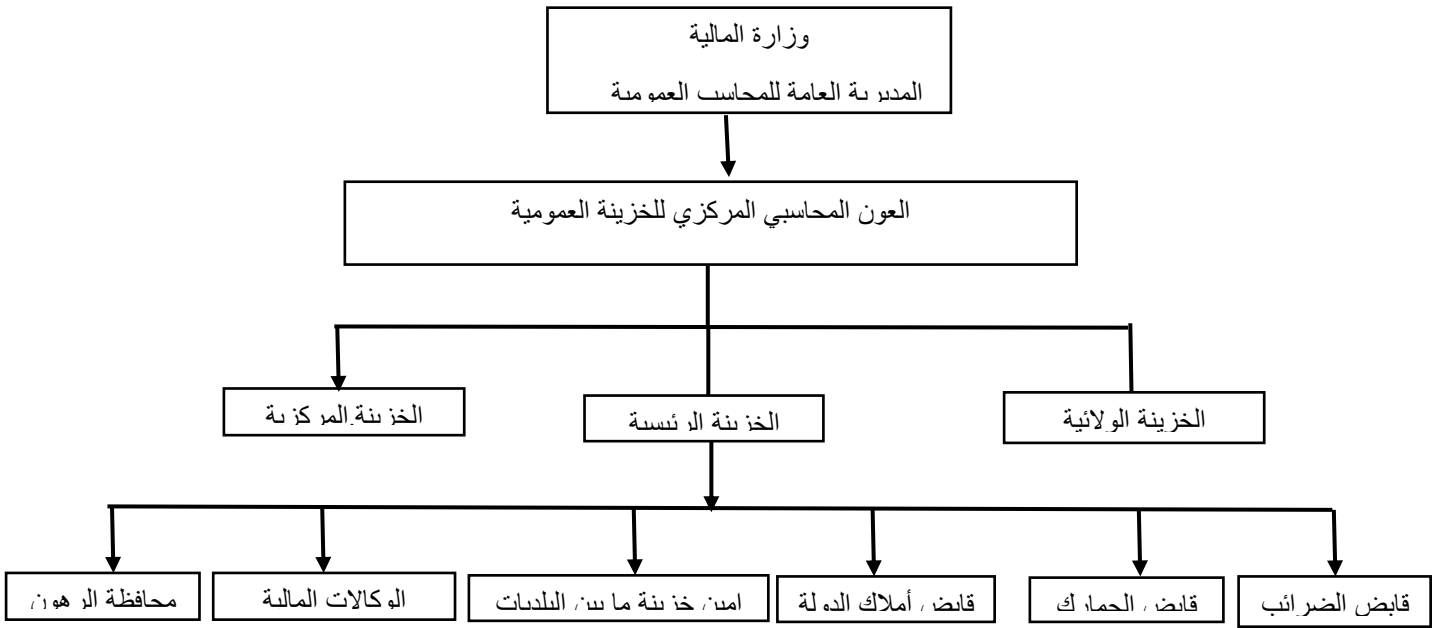 وزارة المالية
المديرية العامة للمحاسب العمومية
العون المحاسبي المركزي للخزينة العمومية
الخزينة الولائية
الخزينة الرئيسية
الخزينة المركزية
قابض الضرائب
قابض الجمارك
قابض أملاك الدولة
امين خزينة ما بين البلديات
الوكالات المالية
محافظة الرهون